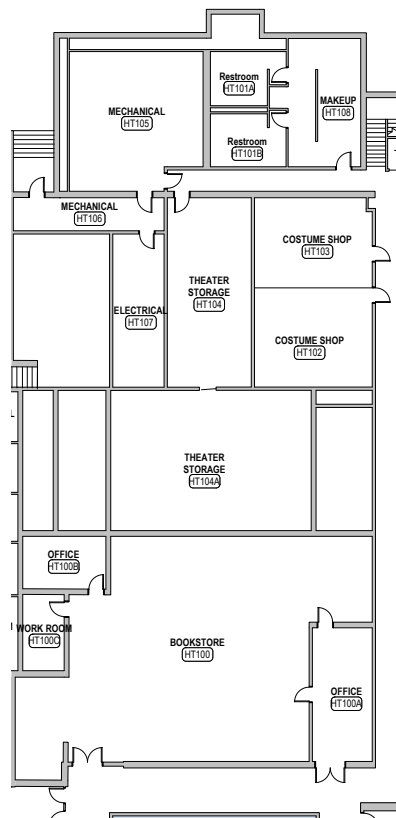 Restroom
HT101A
MAKEUP
HT108
MECHANICAL
HT105
Restroom
HT101B
MECHANICAL
HT106
COSTUME SHOP
HT103
THEATER
STORAGE
HT104
ELECTRICAL
HT107
COSTUME SHOP
HT102
THEATER
STORAGE
HT104A
OFFICE
HT100B
WORK ROOM
HT100C
BOOKSTORE
HT100
OFFICE
HT100A